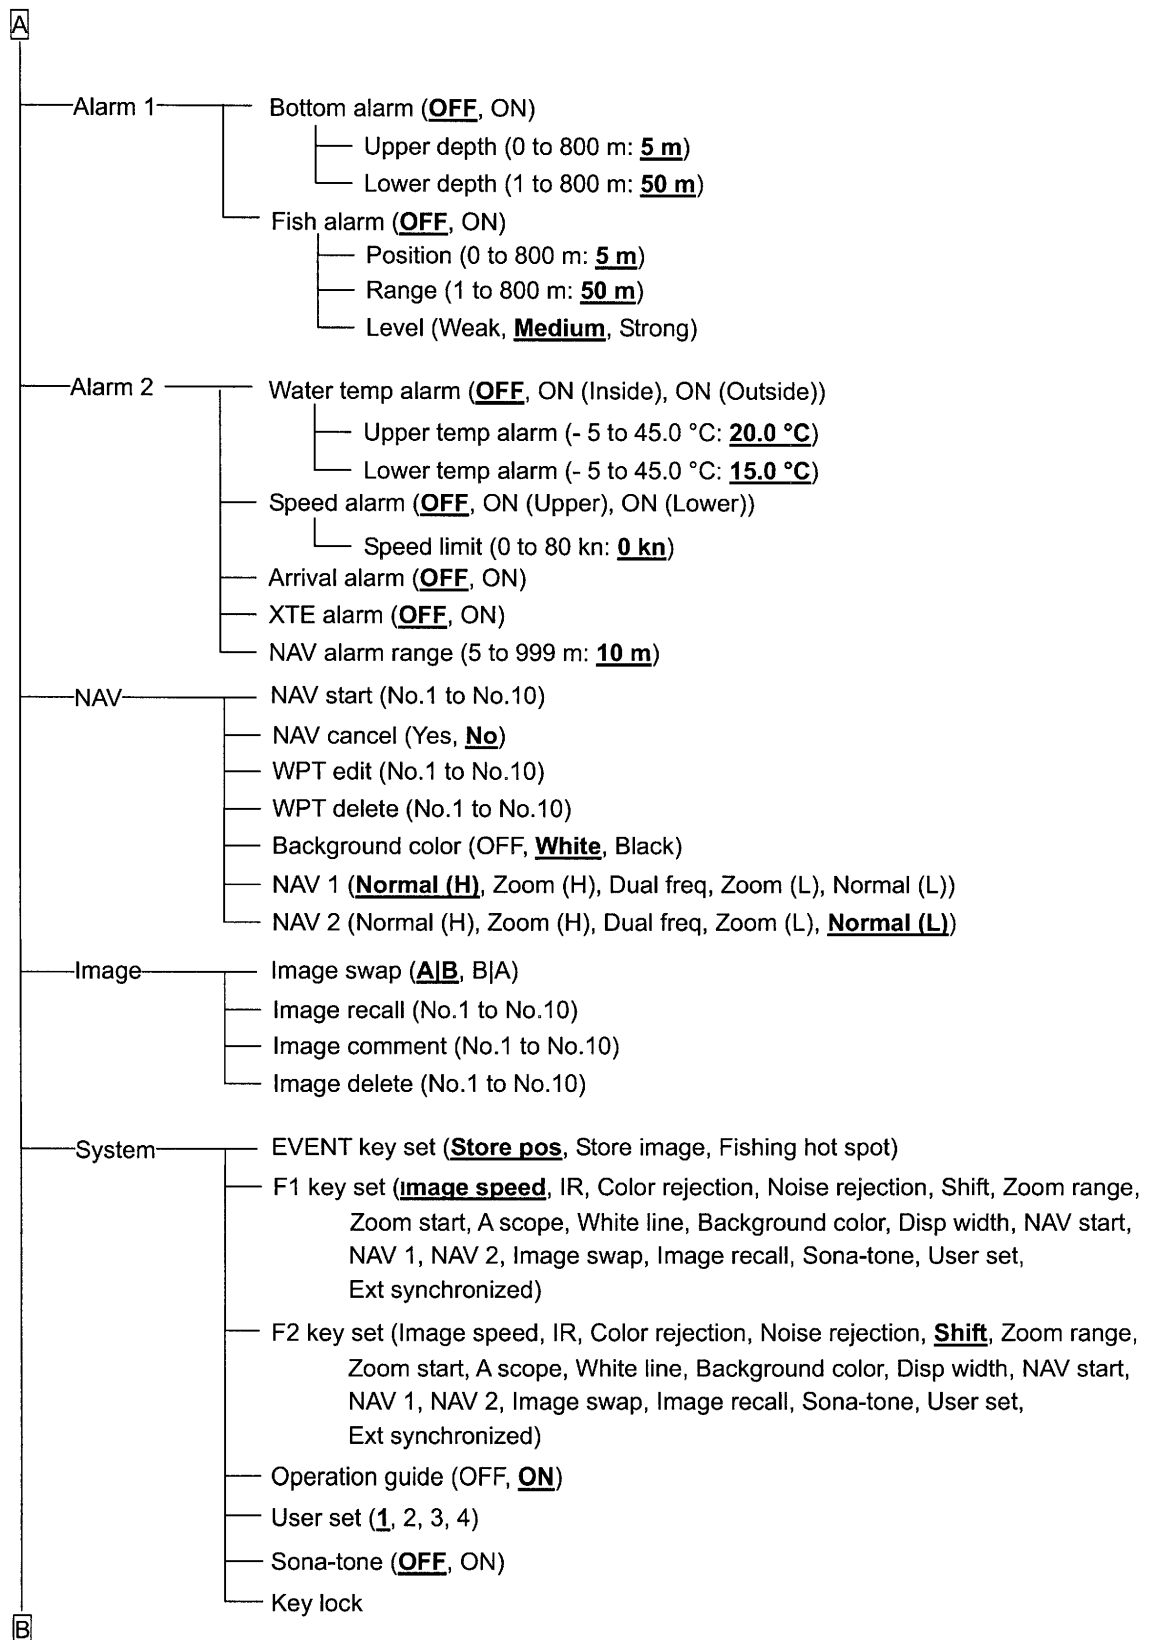 A
Alarm 1 Bottom alarm (OFF, ON)
Upper depth (0 to 800 m: 5 m)
Lower depth (1 to 800 m: 50 m)
Fish alarm (OFF, ON)
Position (0 to 800 m: 5 m)
Range (1 to 800 m: 50 m)
Level (Weak, Medium, Strong)
Alarm 2 Water temp alarm (OFF, ON (Inside), ON (Outside))
Upper temp alarm (- 5 to 45.0 °C: 20.0 °C)
Lower temp alarm (- 5 to 45.0 °C: 15.0 °C)
Speed alarm (OFF, ON (Upper), ON (Lower))
Speed limit (0 to 80 kn: 0 kn)
Arrival alarm (OFF, ON)
XTE alarm (OFF, ON)
NAV alarm range (5 to 999 m: 10 m)
NAV NAV start (No.1 to No.10)
NAV cancel (Yes, No)
WPT edit (No.1 to No.10)
WPT delete (No.1 to No.10)
Background color (OFF, White, Black)
NAV 1 (Normal (H), Zoom (H), Dual freq, Zoom (L), Normal (L))
NAV 2 (Normal (H), Zoom (H), Dual freq, Zoom (L), Normal (L))
Image Image swap (A|B, B|A)
Image recall (No.1 to No.10)
Image comment (No.1 to No.10)
Image delete (No.1 to No.10)
System EVENT key set (Store pos, Store image, Fishing hot spot)
F1 key set (Image speed, IR, Color rejection, Noise rejection, Shift, Zoom range,
Zoom start, A scope, White line, Background color, Disp width, NAV start,
NAV 1, NAV 2, Image swap, Image recall, Sona-tone, User set,
Ext synchronized)
F2 key set (Image speed, IR, Color rejection, Noise rejection, Shift, Zoom range,
Zoom start, A scope, White line, Background color, Disp width, NAV start,
NAV 1, NAV 2, Image swap, Image recall, Sona-tone, User set,
Ext synchronized)
Operation guide (OFF, ON)
User set (1, 2, 3, 4)
Sona-tone (OFF, ON)
Key lock
B